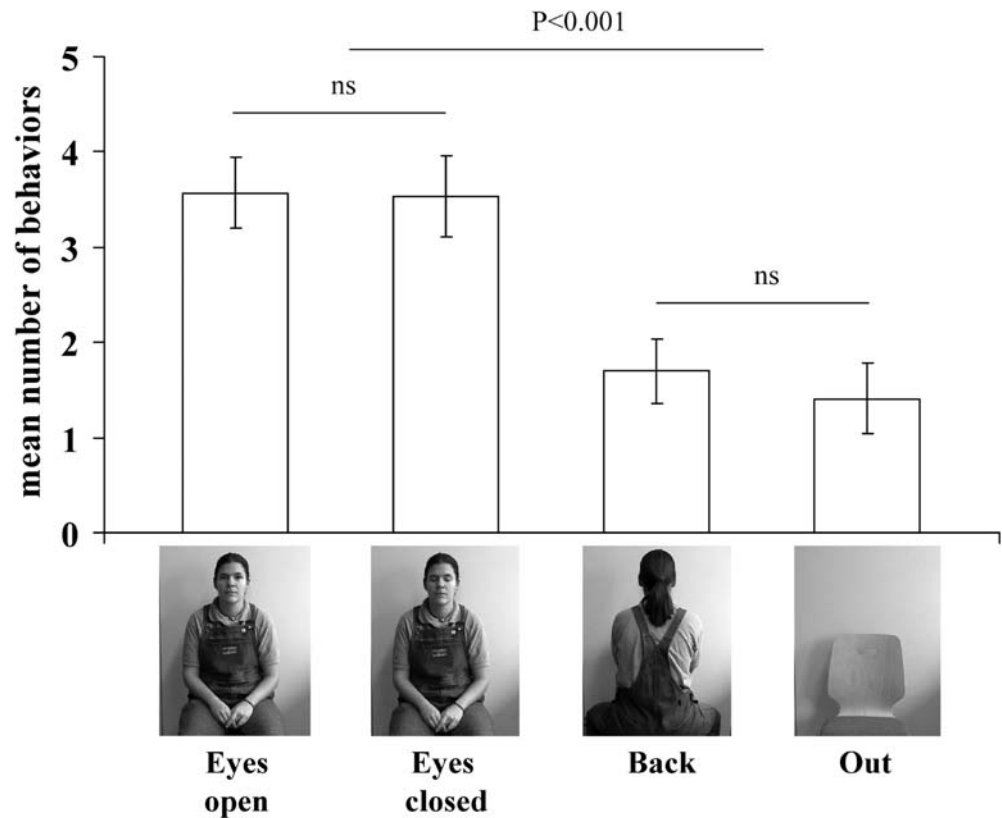 P<0.001
5
ns
4
3
ns
2
1
0
mean number of behaviors
Eyes
open
Eyes
closed
Back
Out